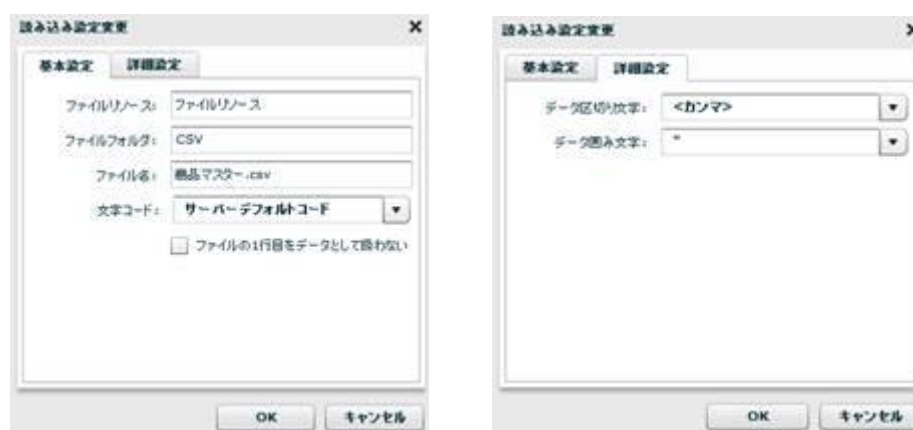 読み込み設定変更
基本設定 詳細設定
ファイルリソース: ファイルリソース
ファイルフォルダ: CSV
ファイル名: 商品マスター.csv
文字コード: サーバーデフォルトコード
ファイルの1行目をデータとして扱わない
OK キャンセル
読み込み設定変更
基本設定 詳細設定
データ区切り文字: <カンマ>
データ囲み文字: "
OK キャンセル